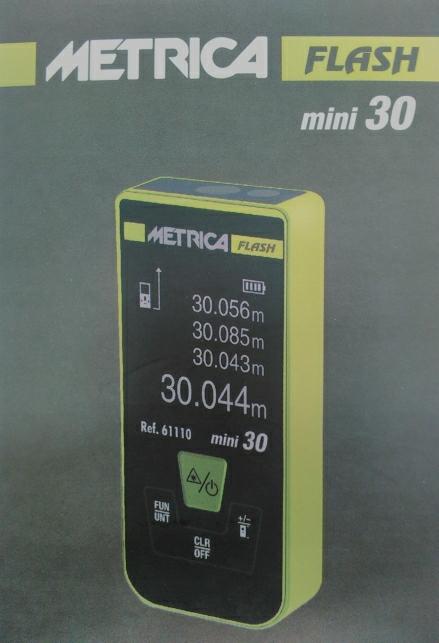 METRICA FLASH
mini 30
METRICA FLASH
30.056m
30.085m
30.043m
30.044m
Ref. 61110 mini 30
FUN
UNT
+/-
CLR
OFF